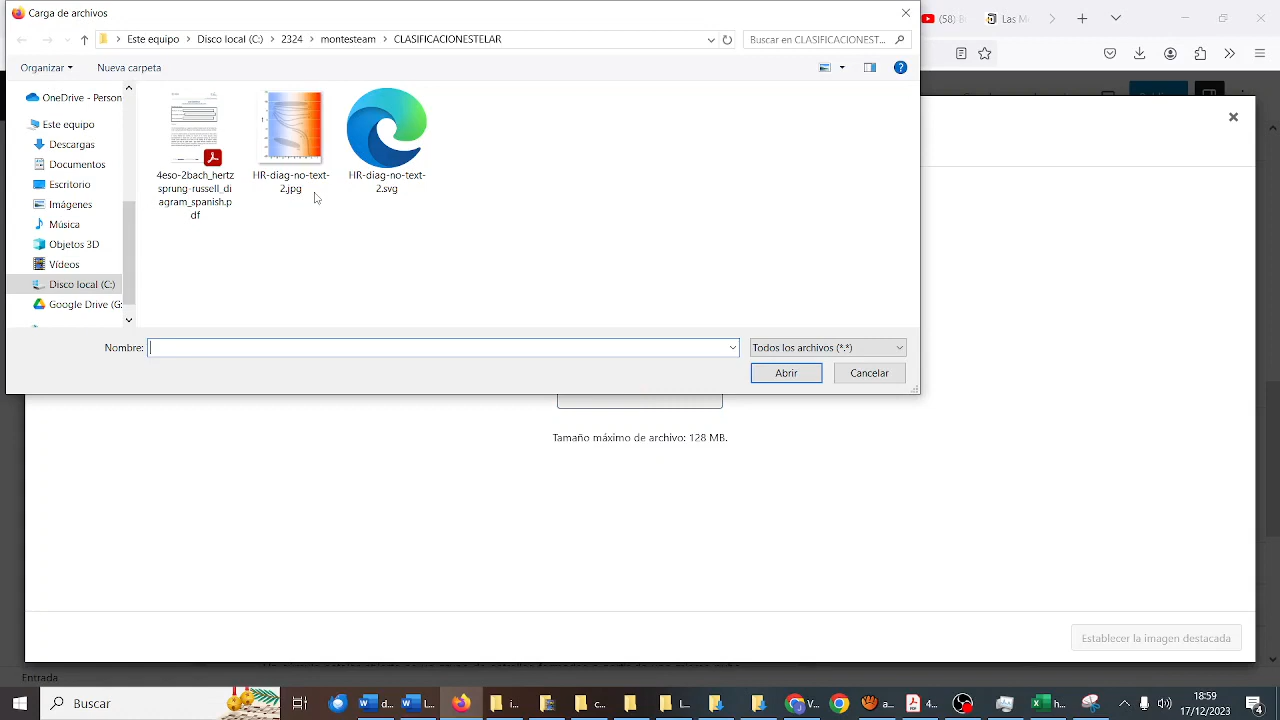 Carga de archivos
(58) B
Las M
Este equipo
Disco local (C:)
2324
montesteam
CLASIFICACIONESTELAR
Buscar en CLASIFICACIONEST...
Organizar
Nueva carpeta
OneDrive - Person
Este equipo
Descargas
Documentos
Escritorio
Imágenes
Música
Objetos 3D
Vídeos
Disco local (C:)
Google Drive (G:
4eso-2bach_hertz
sprung-russell_di
agram_spanish.p
df
HR-diag-no-text-
2.jpg
HR-diag-no-text-
2.svg
Nombre:
Todos los archivos (*.*)
Abrir
Cancelar
Tamaño máximo de archivo: 128 MB.
Establecer la imagen destacada
Entrada
Buscar
i...
c...
L...
Y...
a...
4...
h...
18:59
17/12/2023